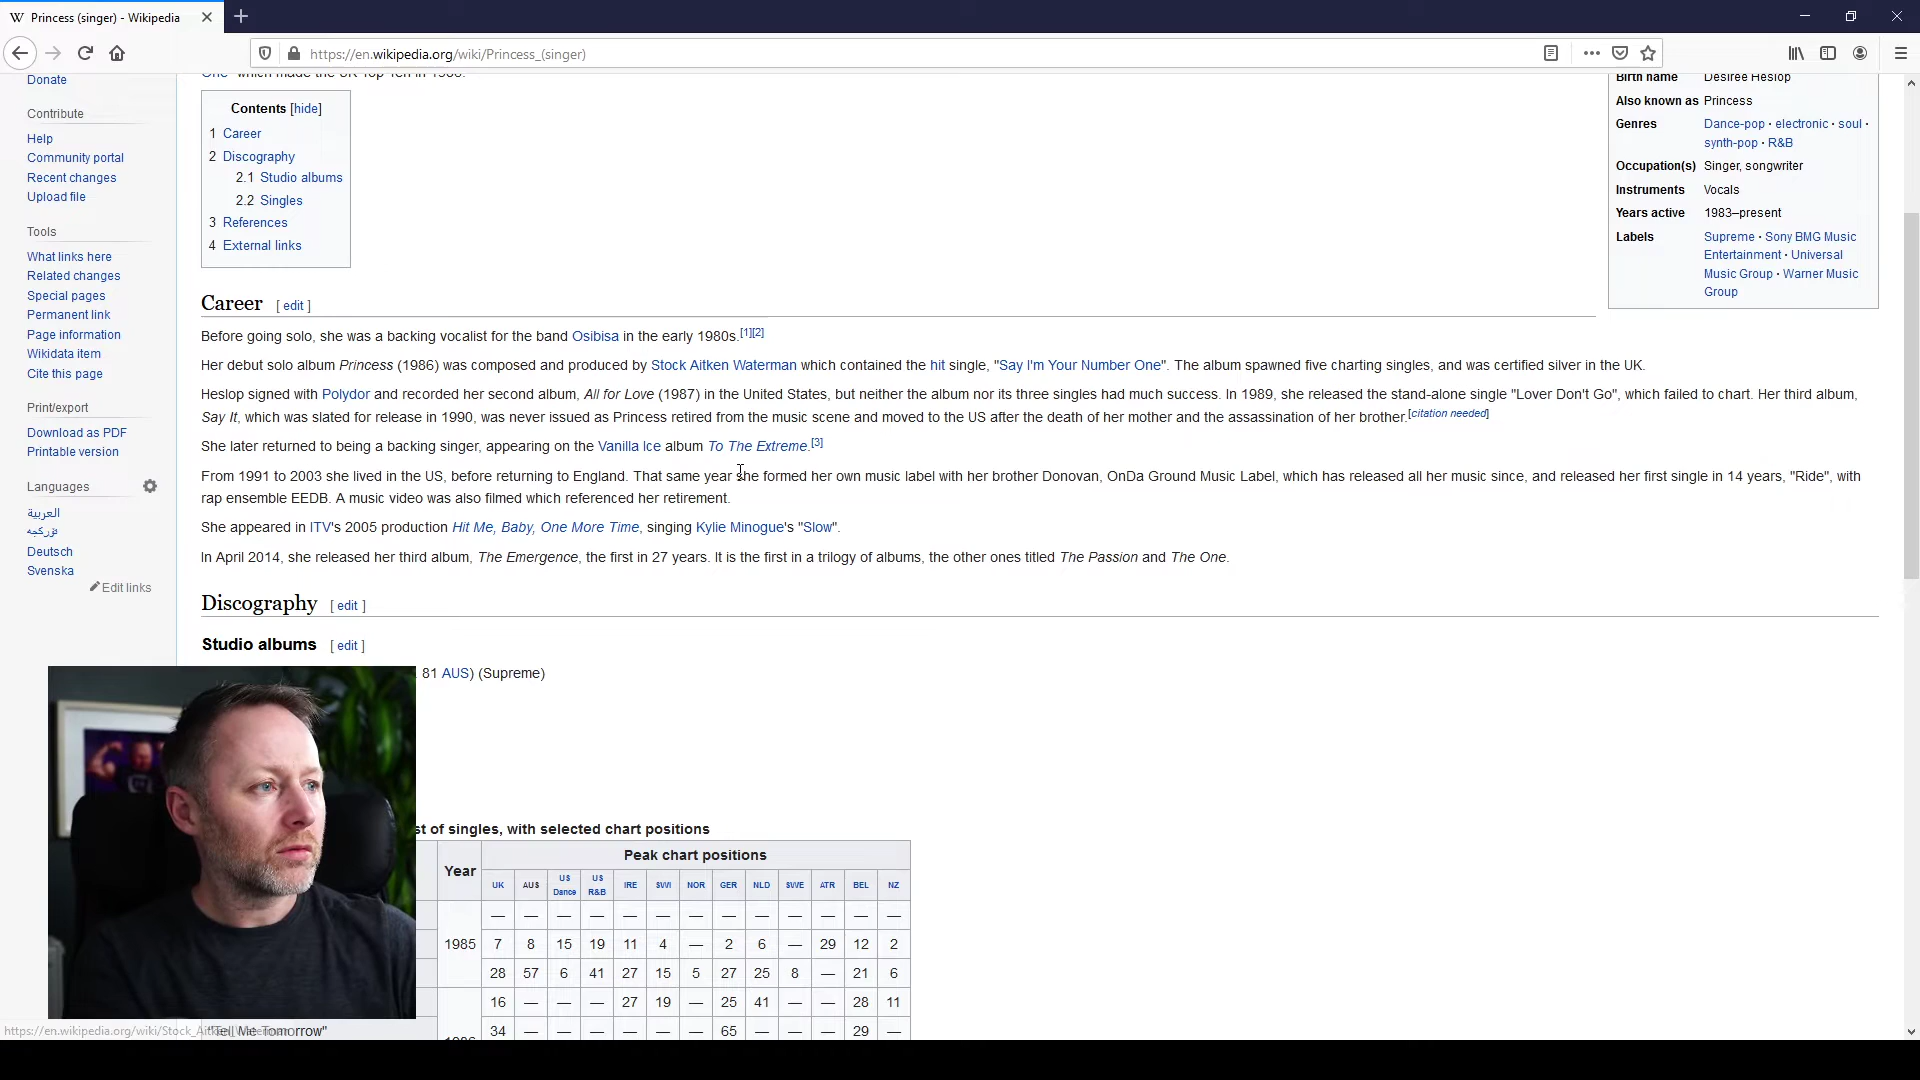 Princess (singer) - Wikipedia
https://en.wikipedia.org/wiki/Princess_(singer)
Donate
Contribute
Help
Community portal
Recent changes
Upload file
Tools
What links here
Related changes
Special pages
Permanent link
Page information
Wikidata item
Cite this page
Print/export
Download as PDF
Printable version
Languages
العربية
تۆرکجه
Deutsch
Svenska
Edit links
One" which made the UK Top Ten in 1985.
Contents [hide]
1 Career
2 Discography
2.1 Studio albums
2.2 Singles
3 References
4 External links
Birth name Desiree Heslop
Also known as Princess
Genres Dance-pop · electronic · soul ·
synth-pop · R&B
Occupation(s) Singer, songwriter
Instruments Vocals
Years active 1983–present
Labels Supreme · Sony BMG Music
Entertainment · Universal
Music Group · Warner Music
Group
Career [ edit ]
Before going solo, she was a backing vocalist for the band Osibisa in the early 1980s.[1][2]
Her debut solo album Princess (1986) was composed and produced by Stock Aitken Waterman which contained the hit single, "Say I'm Your Number One". The album spawned five charting singles, and was certified silver in the UK.
Heslop signed with Polydor and recorded her second album, All for Love (1987) in the United States, but neither the album nor its three singles had much success. In 1989, she released the stand-alone single "Lover Don't Go", which failed to chart. Her third album,
Say It, which was slated for release in 1990, was never issued as Princess retired from the music scene and moved to the US after the death of her mother and the assassination of her brother.[citation needed]
She later returned to being a backing singer, appearing on the Vanilla Ice album To The Extreme.[3]
From 1991 to 2003 she lived in the US, before returning to England. That same year she formed her own music label with her brother Donovan, OnDa Ground Music Label, which has released all her music since, and released her first single in 14 years, "Ride", with
rap ensemble EEDB. A music video was also filmed which referenced her retirement.
She appeared in ITV's 2005 production Hit Me, Baby, One More Time, singing Kylie Minogue's "Slow".
In April 2014, she released her third album, The Emergence, the first in 27 years. It is the first in a trilogy of albums, the other ones titled The Passion and The One.
Discography [ edit ]
Studio albums [ edit ]
81 AUS) (Supreme)
st of singles, with selected chart positions
Year Peak chart positions
UK AUS US Dance US R&B IRE SWI NOR GER NLD SWE ATR BEL NZ
— — — — — — — — — — — — —
1985 7 8 15 19 11 4 — 2 6 — 29 12 2
28 57 6 41 27 15 5 27 25 8 — 21 6
16 — — — 27 19 — 25 41 — — 28 11
"Tell Me Tomorrow" 34 — — — — — — 65 — — — 29 —